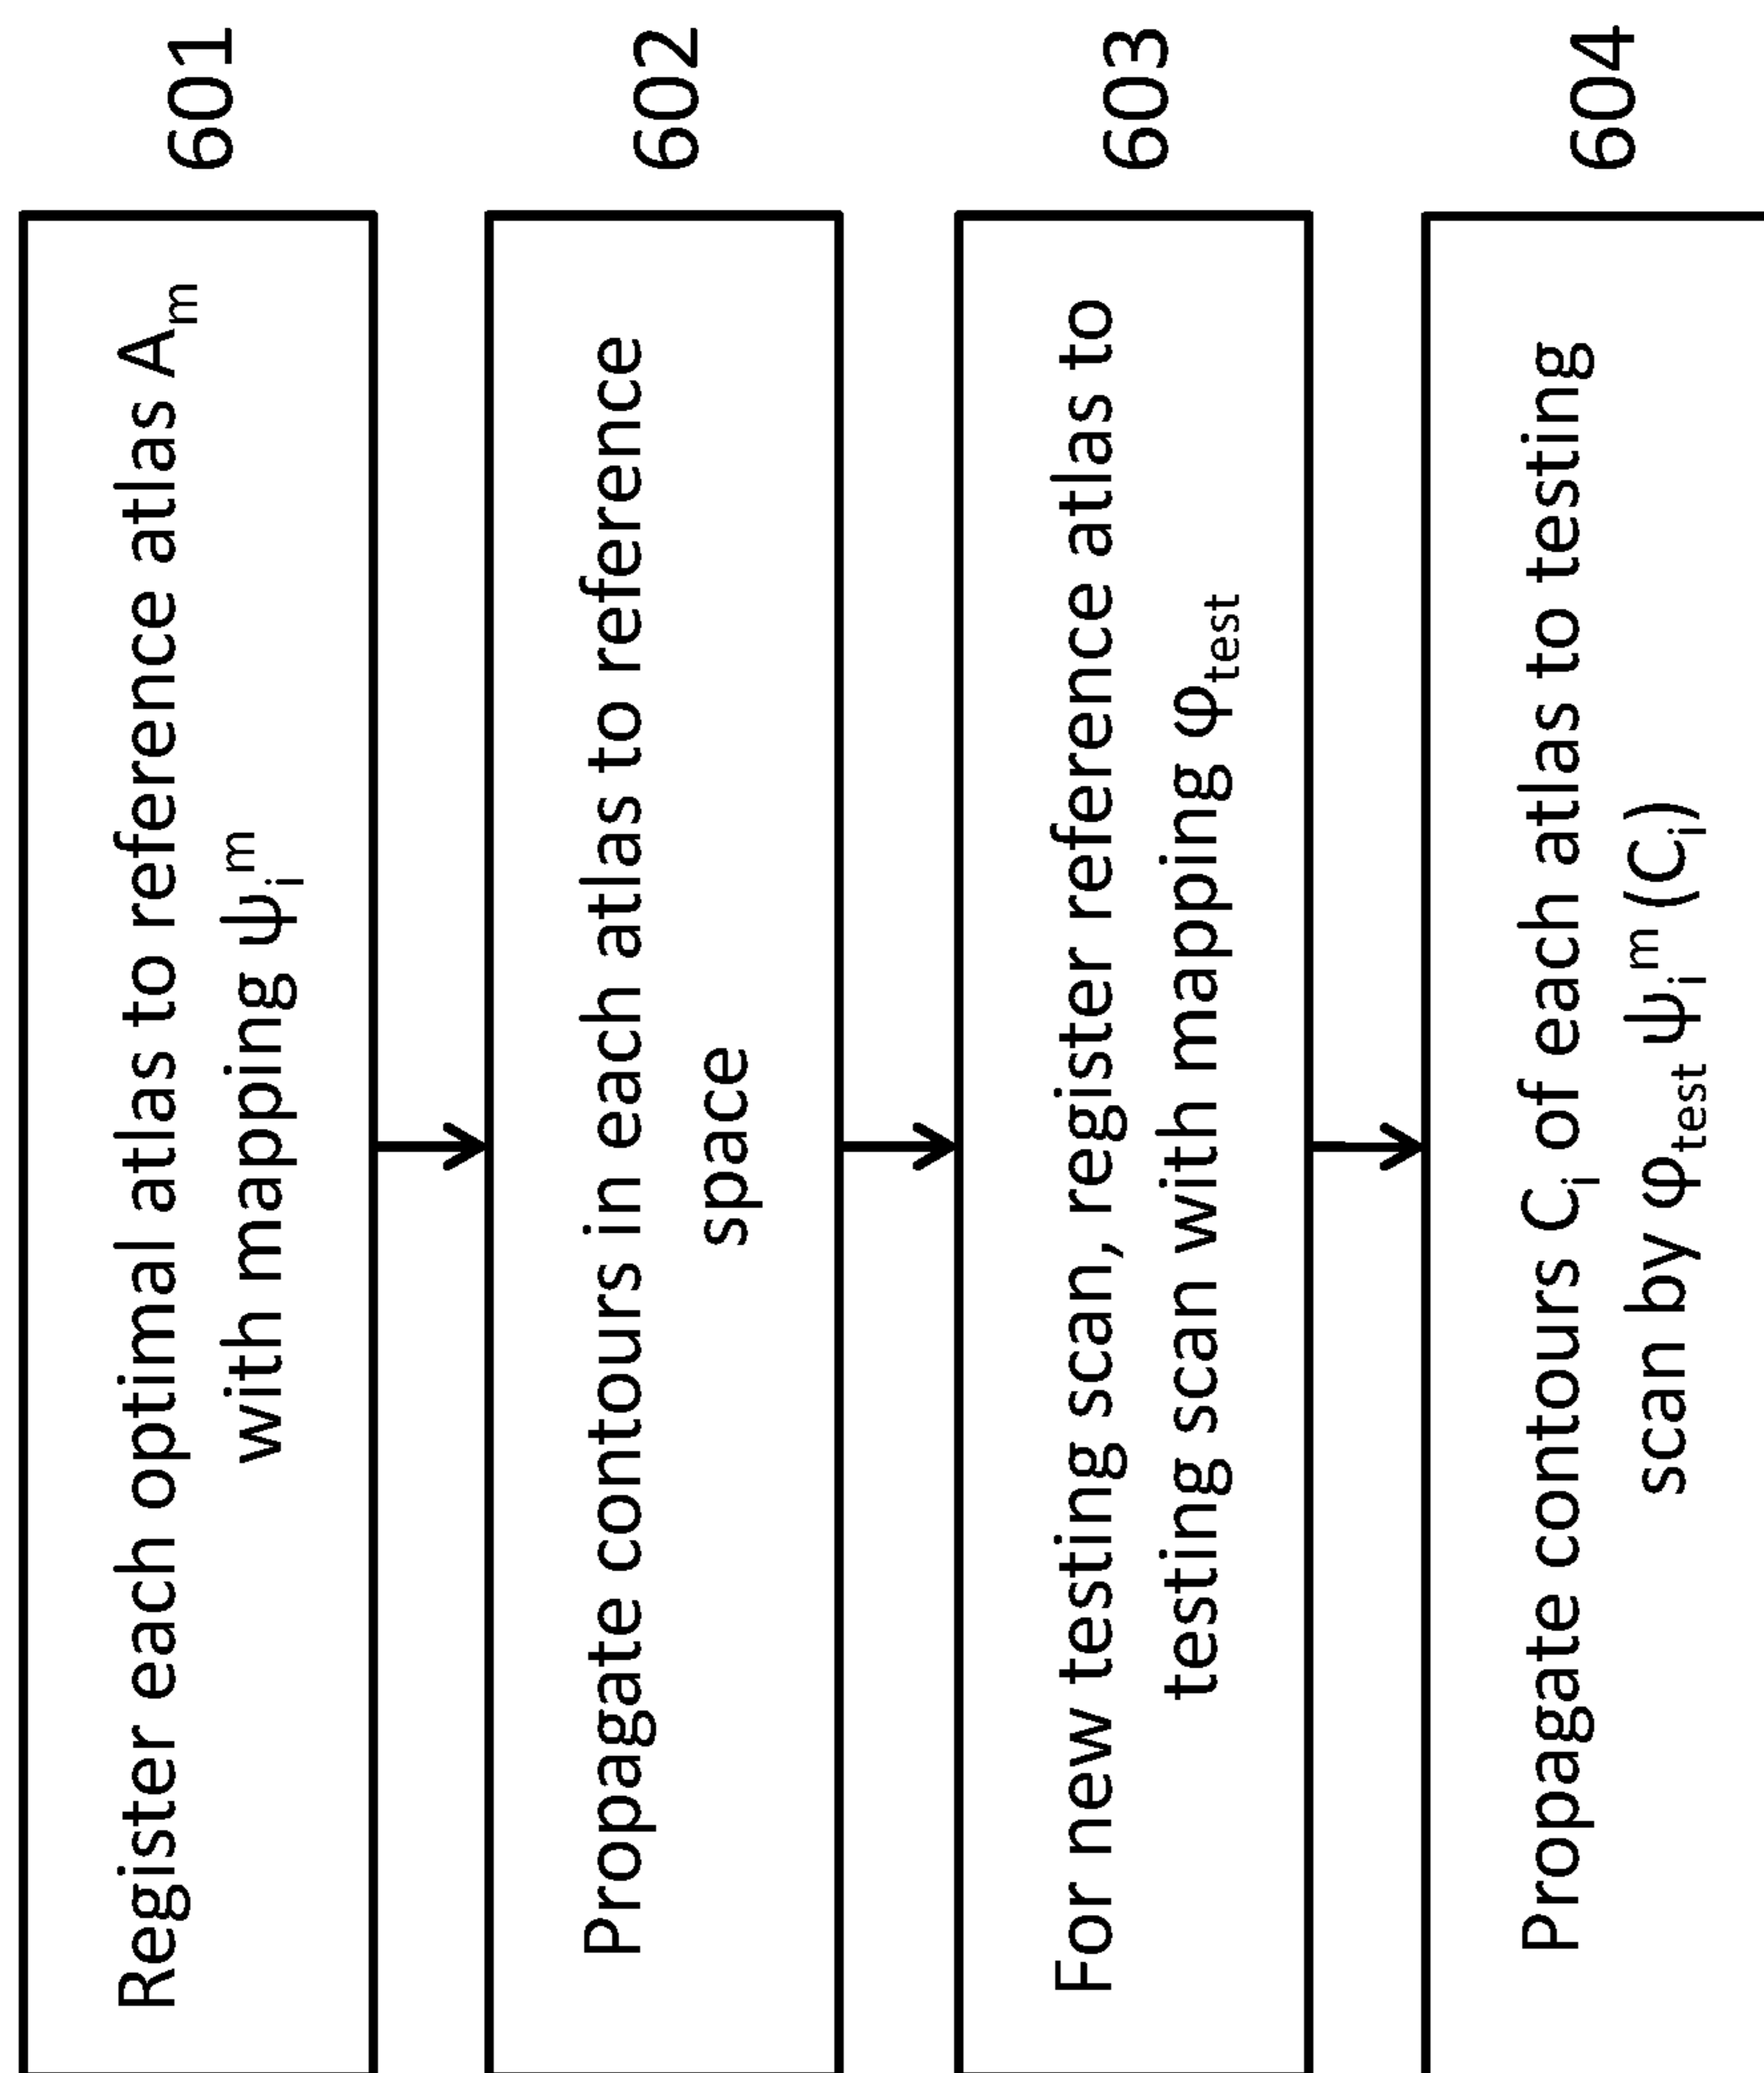 Register each optimal atlas to reference atlas Aₘ
with mapping ψᵢᵐ
601
Propagate contours in each atlas to reference
space
602
For new testing scan, register reference atlas to
testing scan with mapping φₜₑₛₜ
603
Propagate contours Cᵢ of each atlas to testing
scan by φₜₑₛₜ ψᵢᵐ (Cᵢ)
604